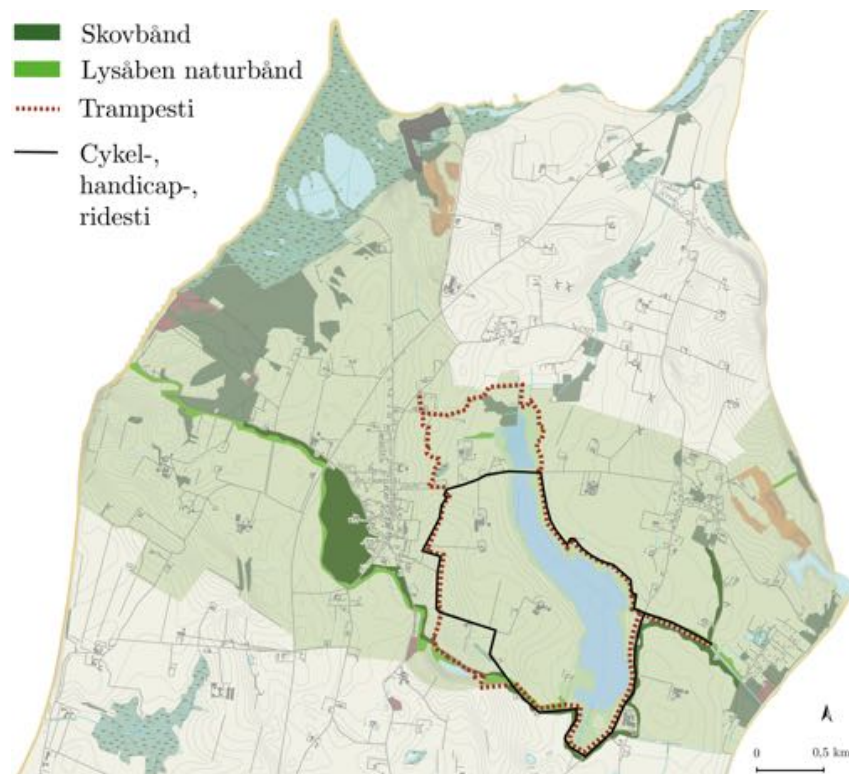 Skovbånd
Lysåben naturbånd
Trampesti
Cykel-,
handicap-,
ridesti
0 0,5 km